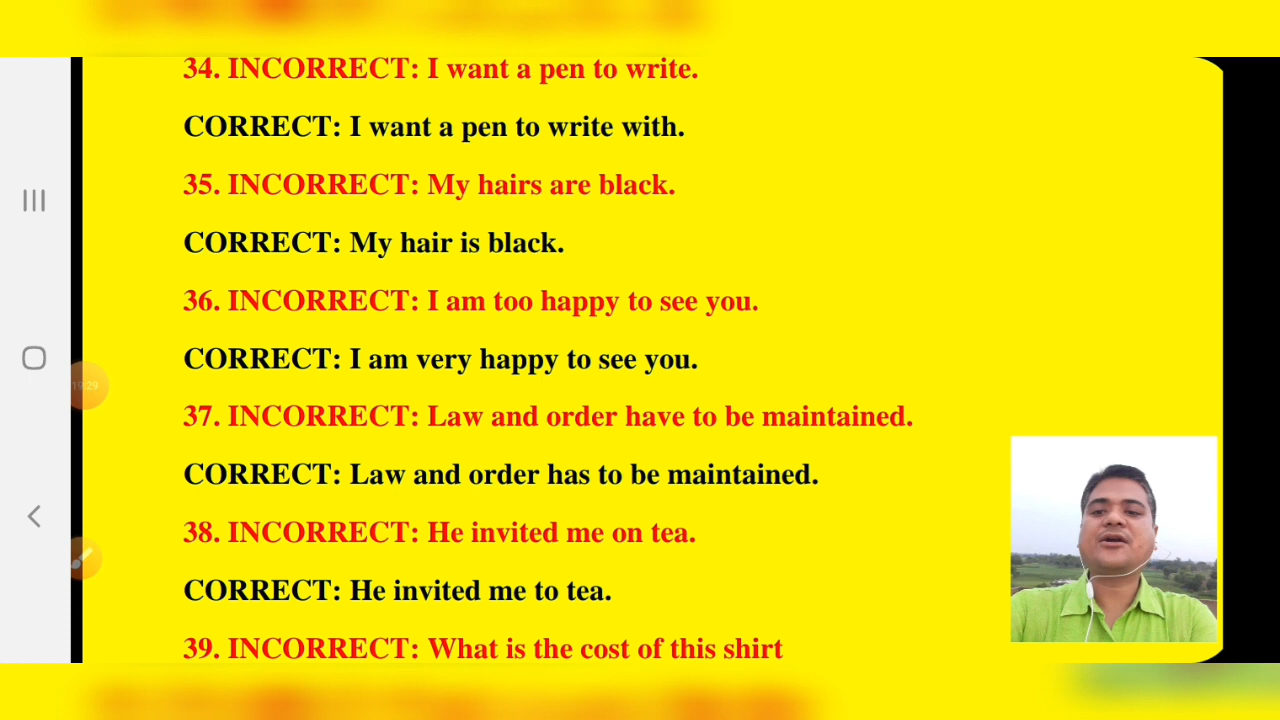 34. INCORRECT: I want a pen to write.
CORRECT: I want a pen to write with.
35. INCORRECT: My hairs are black.
CORRECT: My hair is black.
36. INCORRECT: I am too happy to see you.
CORRECT: I am very happy to see you.
19:29
37. INCORRECT: Law and order have to be maintained.
CORRECT: Law and order has to be maintained.
38. INCORRECT: He invited me on tea.
CORRECT: He invited me to tea.
39. INCORRECT: What is the cost of this shirt